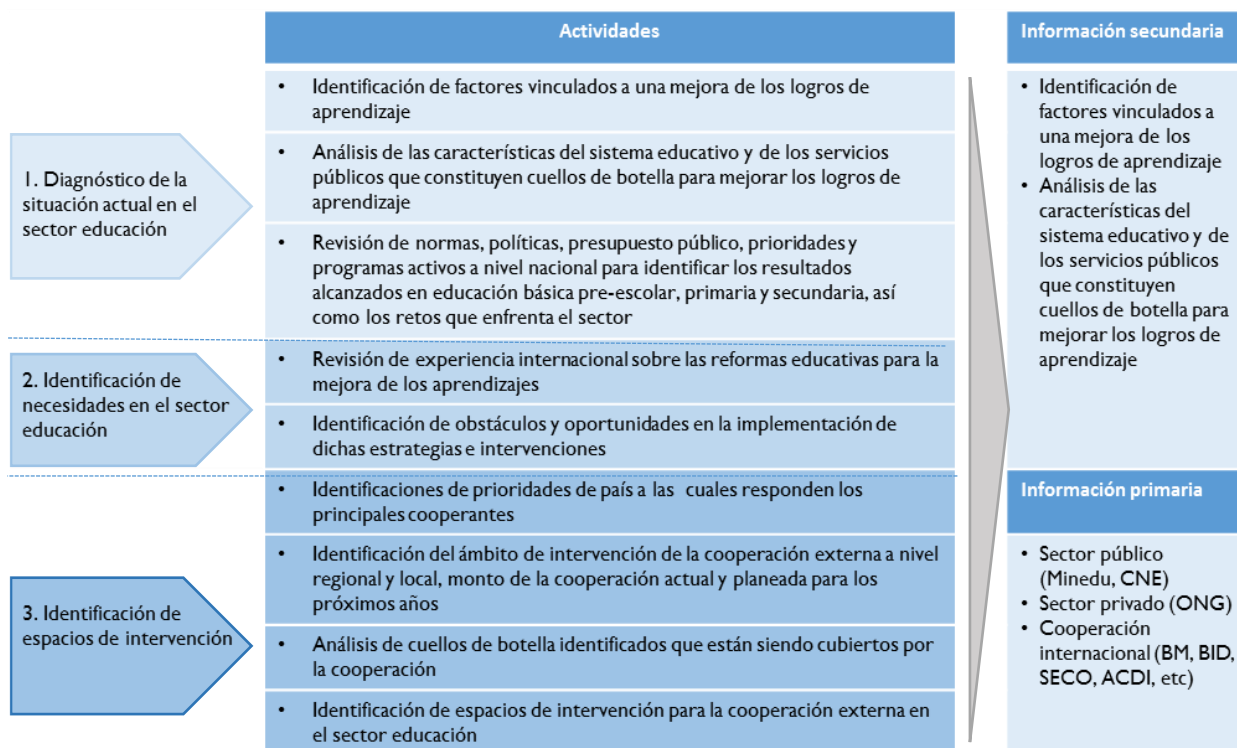 Actividades
Información secundaria
1. Diagnóstico de la
situación actual en el
sector educación
• Identificación de factores vinculados a una mejora de los logros de
aprendizaje
• Análisis de las características del sistema educativo y de los servicios
públicos que constituyen cuellos de botella para mejorar los logros de
aprendizaje
• Revisión de normas, políticas, presupuesto público, prioridades y
programas activos a nivel nacional para identificar los resultados
alcanzados en educación básica pre-escolar, primaria y secundaria, así
como los retos que enfrenta el sector
2. Identificación de
necesidades en el sector
educación
• Revisión de experiencia internacional sobre las reformas educativas para la
mejora de los aprendizajes
• Identificación de obstáculos y oportunidades en la implementación de
dichas estrategias e intervenciones
3. Identificación de
espacios de intervención
• Identificaciones de prioridades de país a las cuales responden los
principales cooperantes
• Identificación del ámbito de intervención de la cooperación externa a nivel
regional y local, monto de la cooperación actual y planeada para los
próximos años
• Análisis de cuellos de botella identificados que están siendo cubiertos por
la cooperación
• Identificación de espacios de intervención para la cooperación externa en
el sector educación
• Identificación de
factores vinculados a
una mejora de los
logros de aprendizaje
• Análisis de las
características del
sistema educativo y de
los servicios públicos
que constituyen
cuellos de botella para
mejorar los logros de
aprendizaje
Información primaria
• Sector público
(Minedu, CNE)
• Sector privado (ONG)
• Cooperación
internacional (BM, BID,
SECO, ACDI, etc)